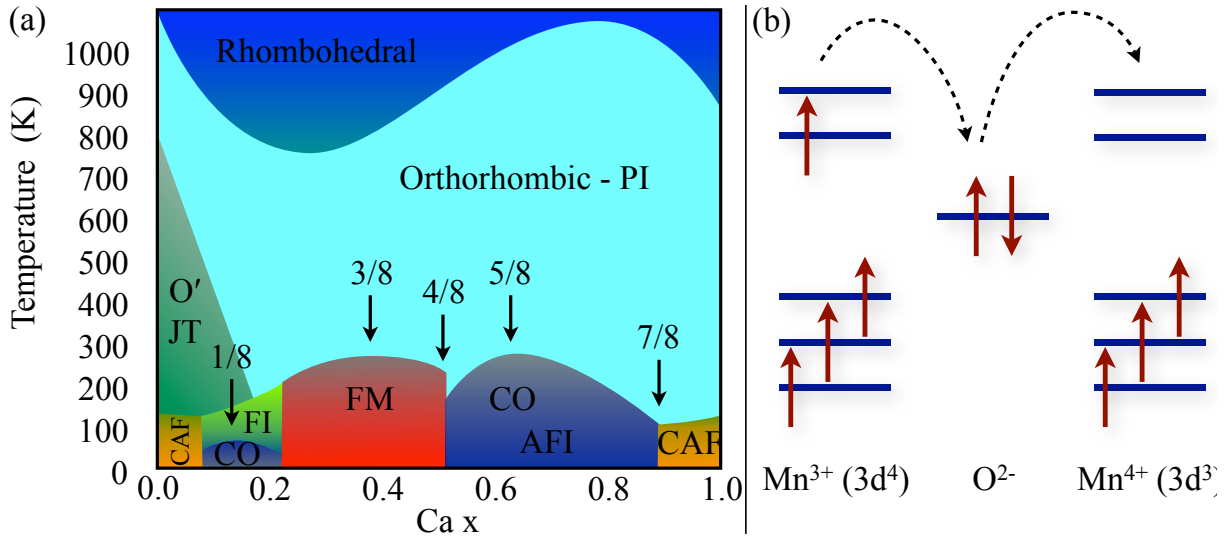 (a)
1000
900
800
700
600
500
400
300
200
100
0
Temperature (K)
Rhombohedral
Orthorhombic - PI
O′
JT
1/8
3/8
4/8
5/8
7/8
CAF
FI
CO
FM
CO
AFI
CAF
0.0 0.2 0.4 0.6 0.8 1.0
Ca x
(b)
Mn³⁺ (3d⁴) O²⁻ Mn⁴⁺ (3d³)